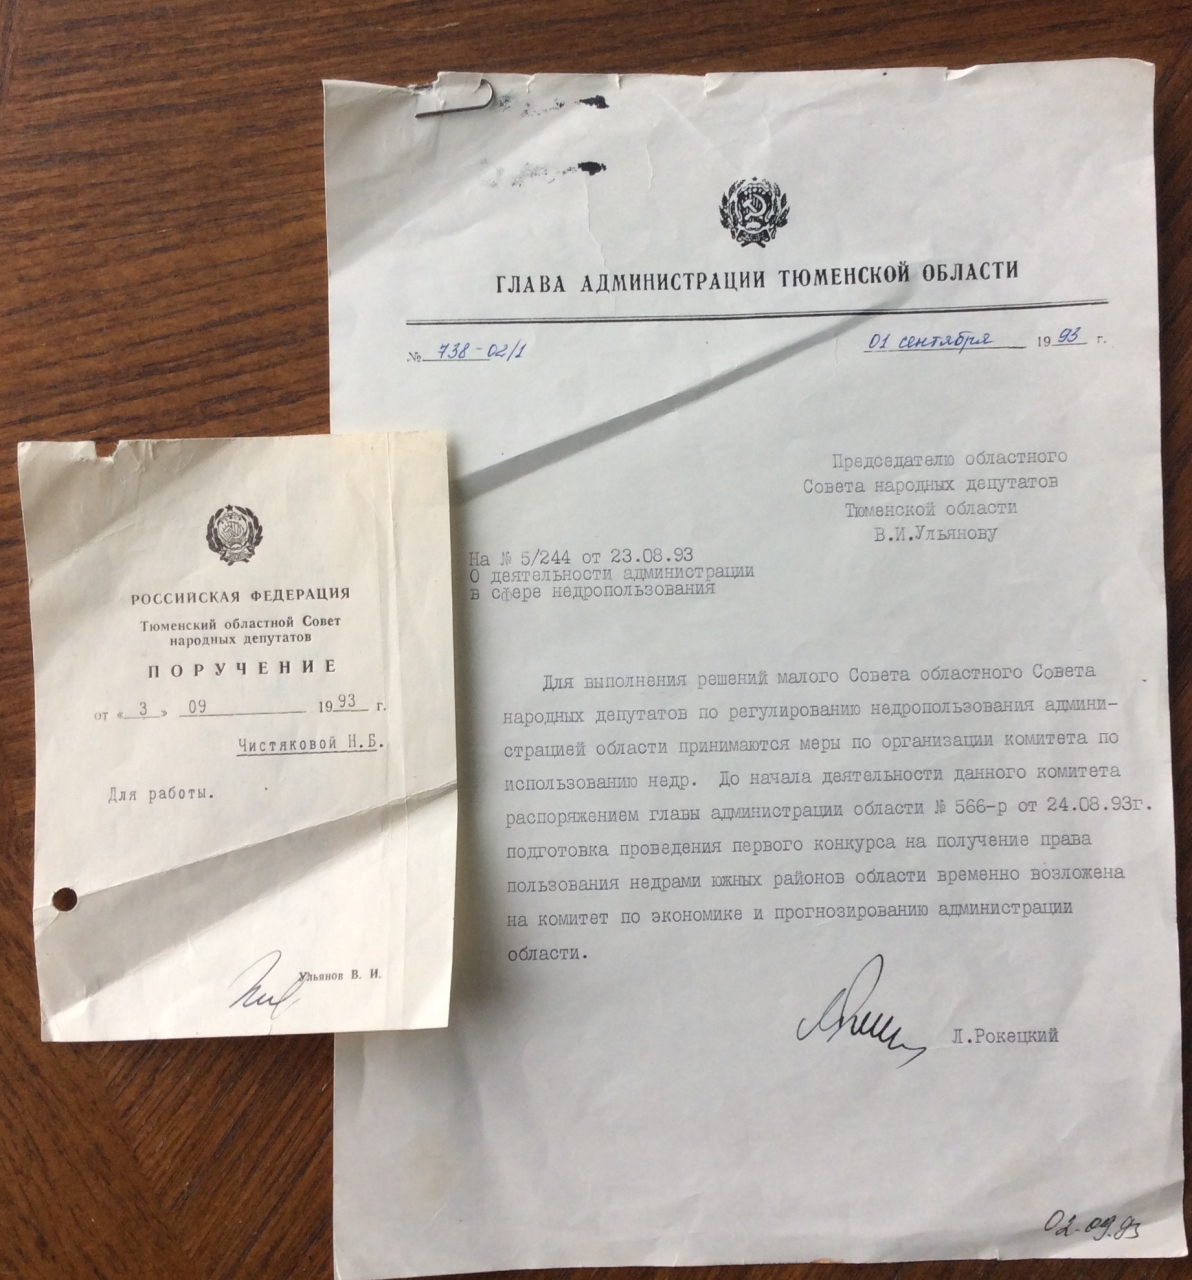 ГЛАВА АДМИНИСТРАЦИИ ТЮМЕНСКОЙ ОБЛАСТИ
№ 738-02/1
01 сентября 1993 г.
Председателю областного
Совета народных депутатов
Тюменской области
В.И.Ульянову
На № 5/244 от 23.08.93
О деятельности администрации
в сфере недропользования
Для выполнения решений малого Совета областного Совета
народных депутатов по регулированию недропользования админи-
страцией области принимаются меры по организации комитета по
использованию недр. До начала деятельности данного комитета
распоряжением главы администрации области № 566-р от 24.08.93г.
подготовка проведения первого конкурса на получение права
пользования недрами южных районов области временно возложена
на комитет по экономике и прогнозированию администрации
области.
Л.Рокецкий
02.09.93
РОССИЙСКАЯ ФЕДЕРАЦИЯ
Тюменский областной Совет
народных депутатов
ПОРУЧЕНИЕ
от «3» 09 1993 г.
Чистяковой Н.Б.
Для работы.
Ульянов В. И.